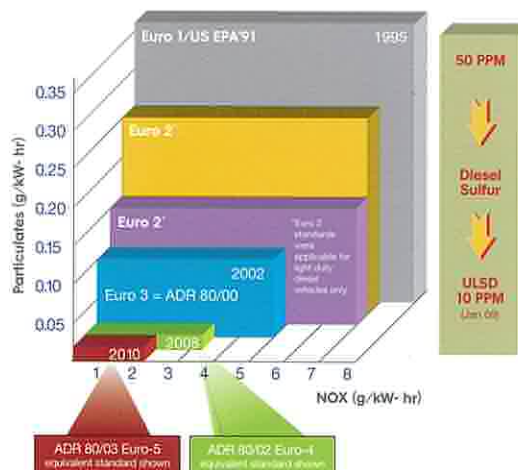 Euro 1/US EPA'91
1995
50 PPM
Diesel
Sulfur
ULSD
10 PPM
(Jan 09)
Particulates (g/kW- hr)
0.35
0.30
0.25
0.20
0.15
0.10
0.05
Euro 2
Euro 2*
*Euro 2
standards
were
applicable for
light duty
diesel
vehicles only
2002
Euro 3 = ADR 80/00
2008
2010
1 2 3 4 5 6 7 8
NOX (g/kW- hr)
ADR 80/03 Euro-5
equivalent standard shown
ADR 80/02 Euro-4
equivalent standard shown